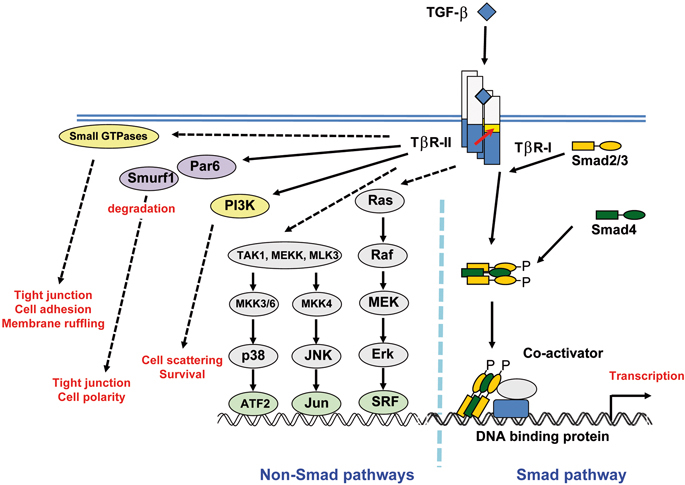 TGF-β
Small GTPases
TβR-II
TβR-I
Smad2/3
Par6
Smurf1
degradation
PI3K
Ras
Smad4
TAK1, MEKK, MLK3
Raf
P
P
Tight junction
Cell adhesion
Membrane ruffling
MKK3/6
MKK4
MEK
Cell scattering
Survival
p38
JNK
Erk
P
P
Co-activator
Tight junction
Cell polarity
Transcription
ATF2
Jun
SRF
DNA binding protein
Non-Smad pathways
Smad pathway